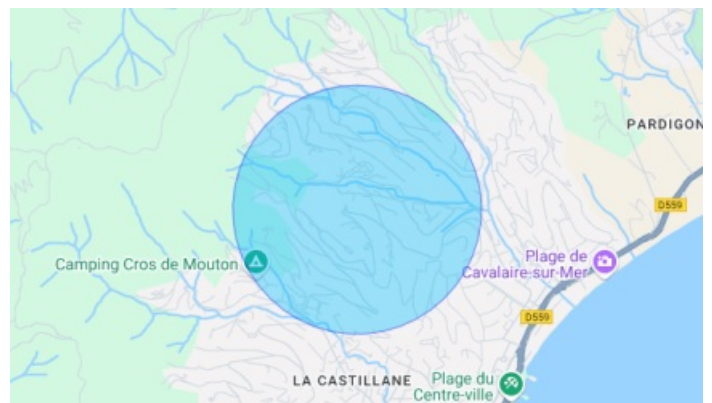 PARDIGON
D559
Plage de
Cavalaire-sur-Mer
Camping Cros de Mouton
D559
LA CASTILLANE
Plage du
Centre-ville